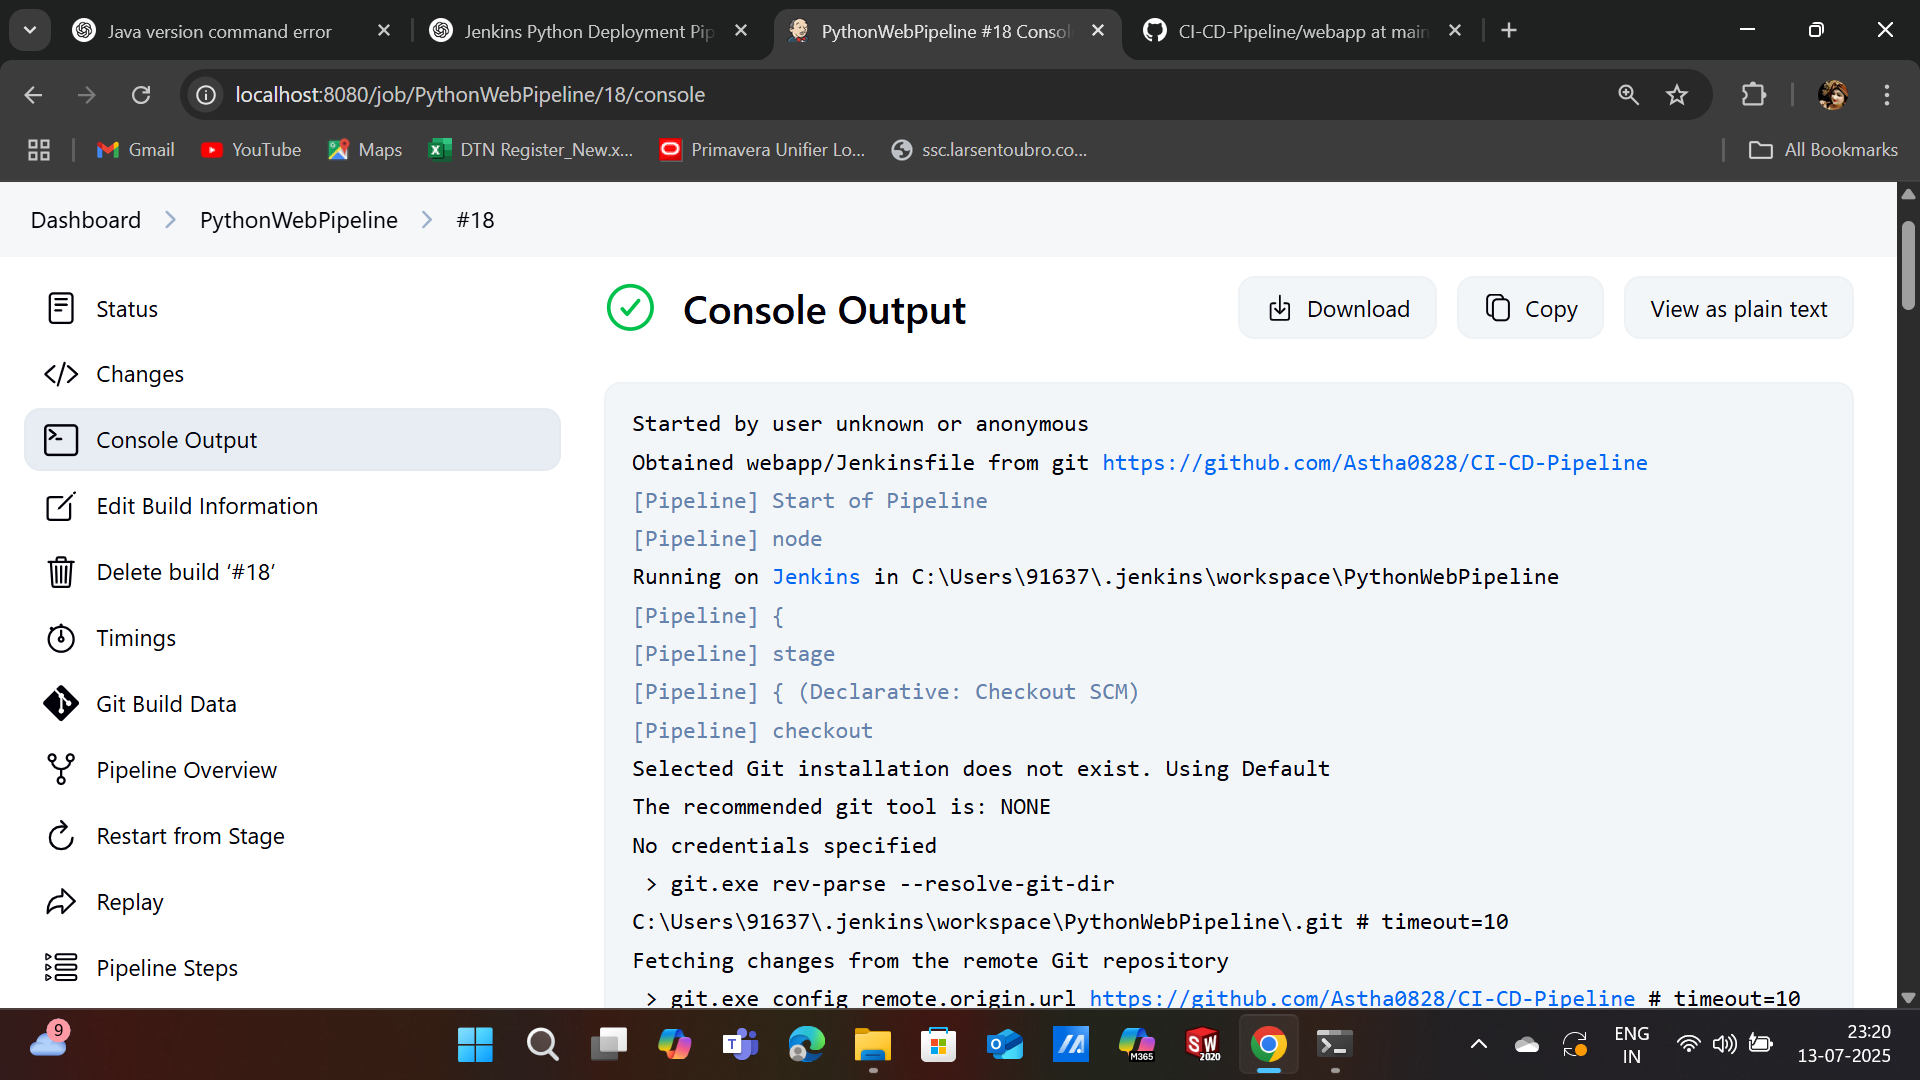 Java version command error
Jenkins Python Deployment Pip
PythonWebPipeline #18 Consol
CI-CD-Pipeline/webapp at main
localhost:8080/job/PythonWebPipeline/18/console
Gmail
YouTube
Maps
DTN Register_New.x...
Primavera Unifier Lo...
ssc.larsentoubro.co...
All Bookmarks
Dashboard
PythonWebPipeline
#18
Status
Changes
Console Output
Edit Build Information
Delete build ‘#18’
Timings
Git Build Data
Pipeline Overview
Restart from Stage
Replay
Pipeline Steps
Console Output
Download
Copy
View as plain text
Started by user unknown or anonymous
Obtained webapp/Jenkinsfile from git https://github.com/Astha0828/CI-CD-Pipeline
[Pipeline] Start of Pipeline
[Pipeline] node
Running on Jenkins in C:\Users\91637\.jenkins\workspace\PythonWebPipeline
[Pipeline] {
[Pipeline] stage
[Pipeline] { (Declarative: Checkout SCM)
[Pipeline] checkout
Selected Git installation does not exist. Using Default
The recommended git tool is: NONE
No credentials specified
> git.exe rev-parse --resolve-git-dir
C:\Users\91637\.jenkins\workspace\PythonWebPipeline\.git # timeout=10
Fetching changes from the remote Git repository
> git.exe config remote.origin.url https://github.com/Astha0828/CI-CD-Pipeline # timeout=10
9
M365
SW
2020
ENG
IN
23:20
13-07-2025